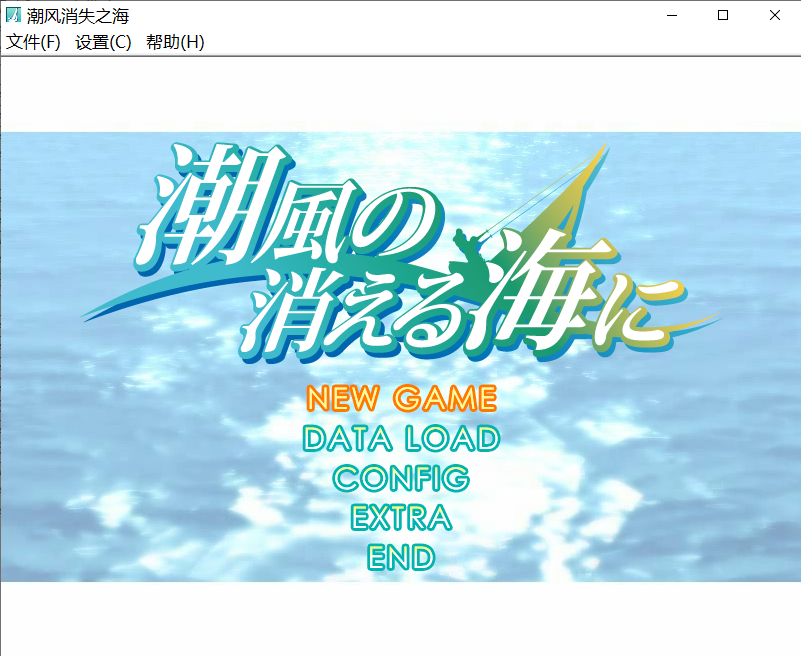 潮风消失之海
文件(F) 设置(C) 帮助(H)
潮風の
消える海に
NEW GAME
DATA LOAD
CONFIG
EXTRA
END